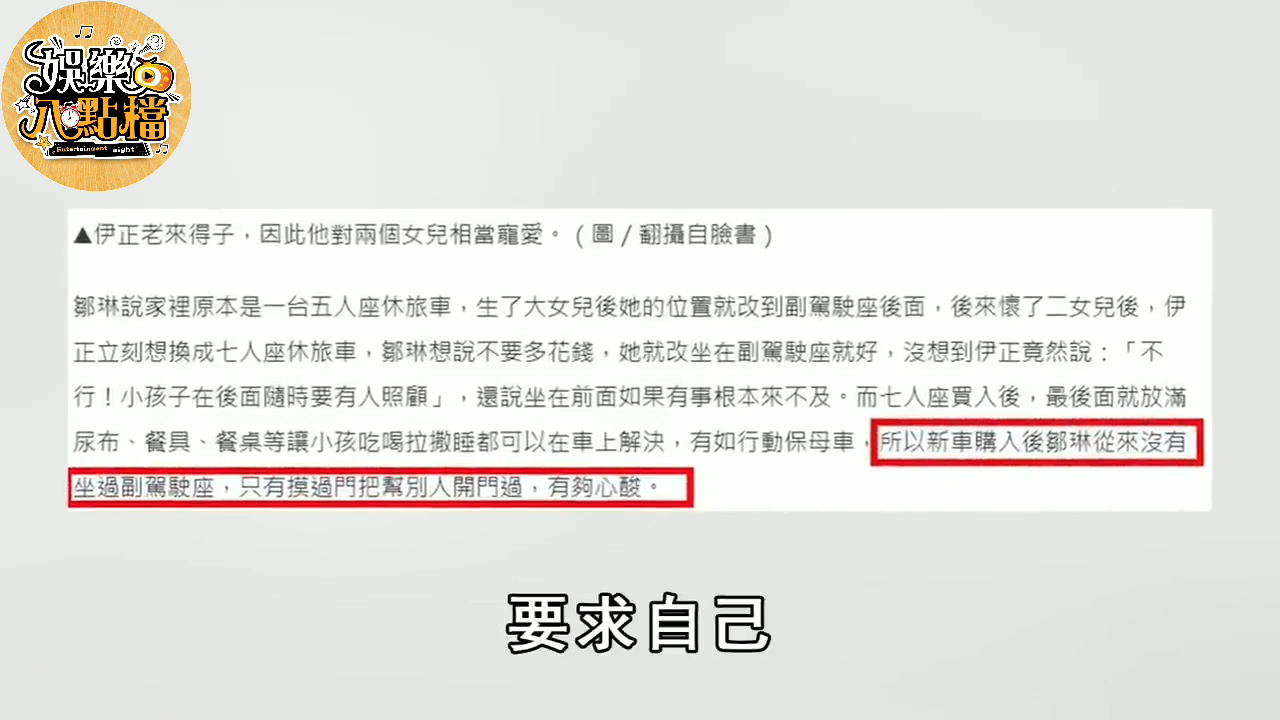 娛樂
八點檔
Entertainment eight
▲伊正老來得子，因此他對兩個女兒相當寵愛。（圖／翻攝自臉書）
鄒琳說家裡原本是一台五人座休旅車，生了大女兒後她的位置就改到副駕駛座後面，後來懷了二女兒後，伊
正立刻想換成七人座休旅車，鄒琳想說不要多花錢，她就改坐在副駕駛座就好，沒想到伊正竟然說：「不
行！小孩子在後面隨時要有人照顧」，還說坐在前面如果有事根本來不及。而七人座買入後，最後面就放滿
尿布、餐具、餐桌等讓小孩吃喝拉撒睡都可以在車上解決，有如行動保母車，所以新車購入後鄒琳從來沒有
坐過副駕駛座，只有摸過門把幫別人開門過，有夠心酸。
要求自己